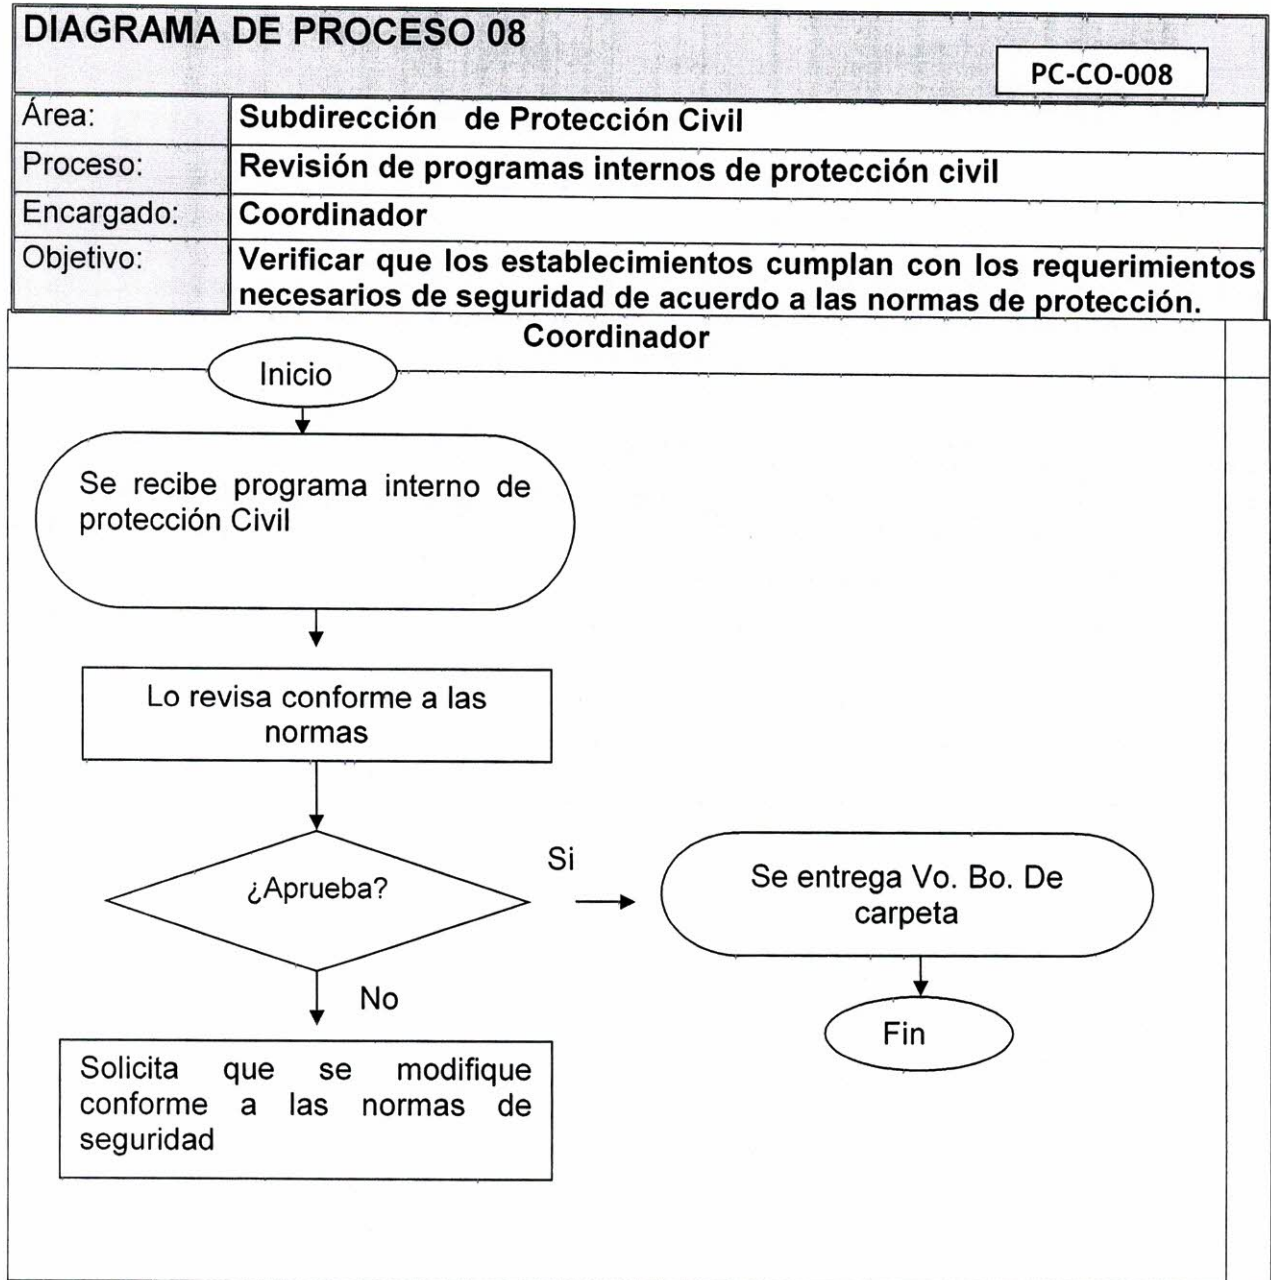 DIAGRAMA DE PROCESO 08
PC-CO-008
Área: Subdirección de Protección Civil
Proceso: Revisión de programas internos de protección civil
Encargado: Coordinador
Objetivo: Verificar que los establecimientos cumplan con los requerimientos
necesarios de seguridad de acuerdo a las normas de protección.
Coordinador
Inicio
Se recibe programa interno de
protección Civil
Lo revisa conforme a las
normas
¿Aprueba?
Si
Se entrega Vo. Bo. De
carpeta
No
Fin
Solicita que se modifique
conforme a las normas de
seguridad